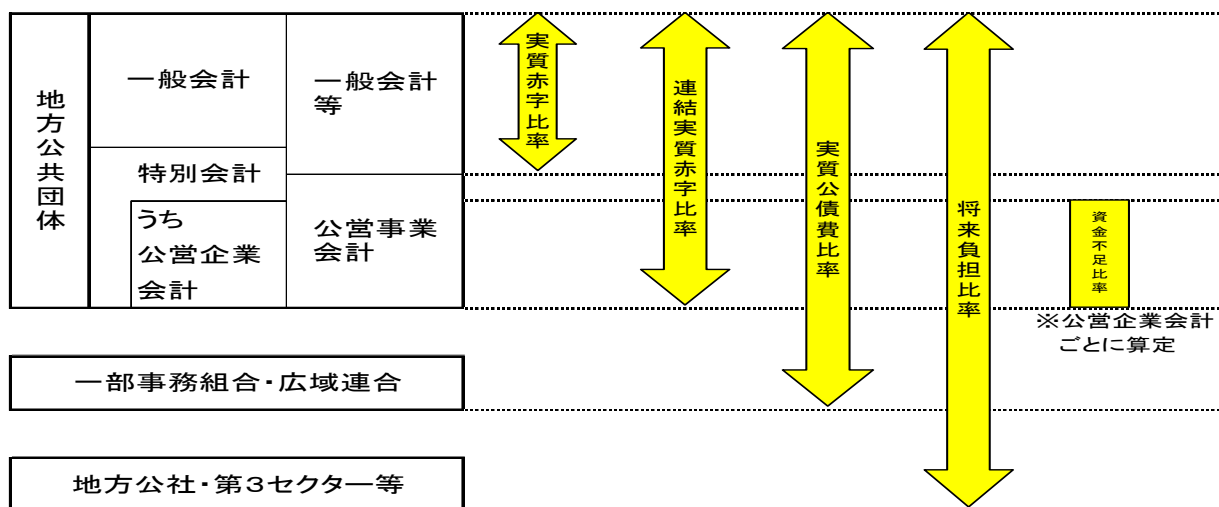 地方公共団体
一般会計
一般会計
等
特別会計
うち
公営企業
会計
公営事業
会計
実質赤字比率
連結実質赤字比率
実質公債費比率
将来負担比率
資金不足比率
※公営企業会計
ごとに算定
一部事務組合・広域連合
地方公社・第3セクター等